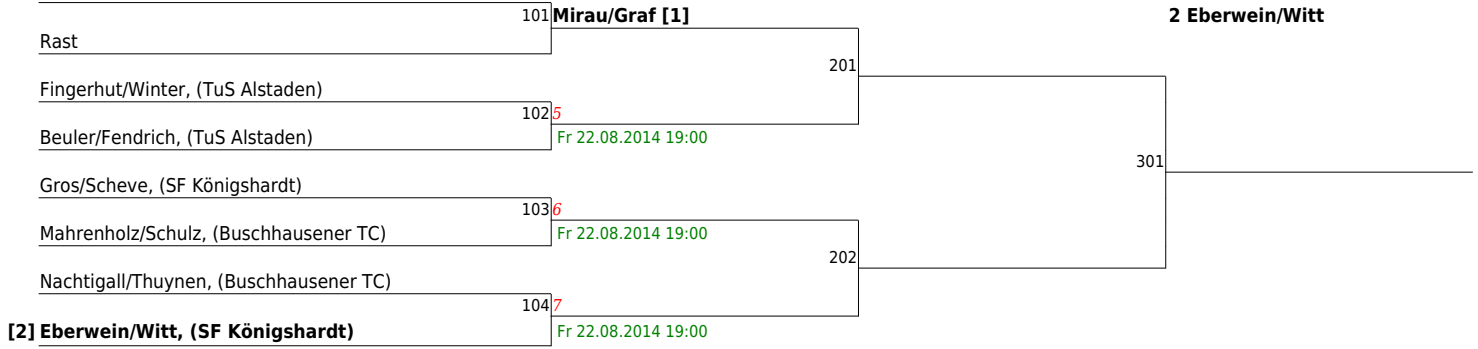 101 Mirau/Graf [1] 2 Eberwein/Witt
Rast
201
Fingerhut/Winter, (TuS Alstaden)
102 5
Beuler/Fendrich, (TuS Alstaden) Fr 22.08.2014 19:00
301
Gros/Scheve, (SF Königshardt)
103 6
Mahrenholz/Schulz, (Buschhausener TC) Fr 22.08.2014 19:00
202
Nachtigall/Thuynen, (Buschhausener TC)
104 7
[2] Eberwein/Witt, (SF Königshardt) Fr 22.08.2014 19:00